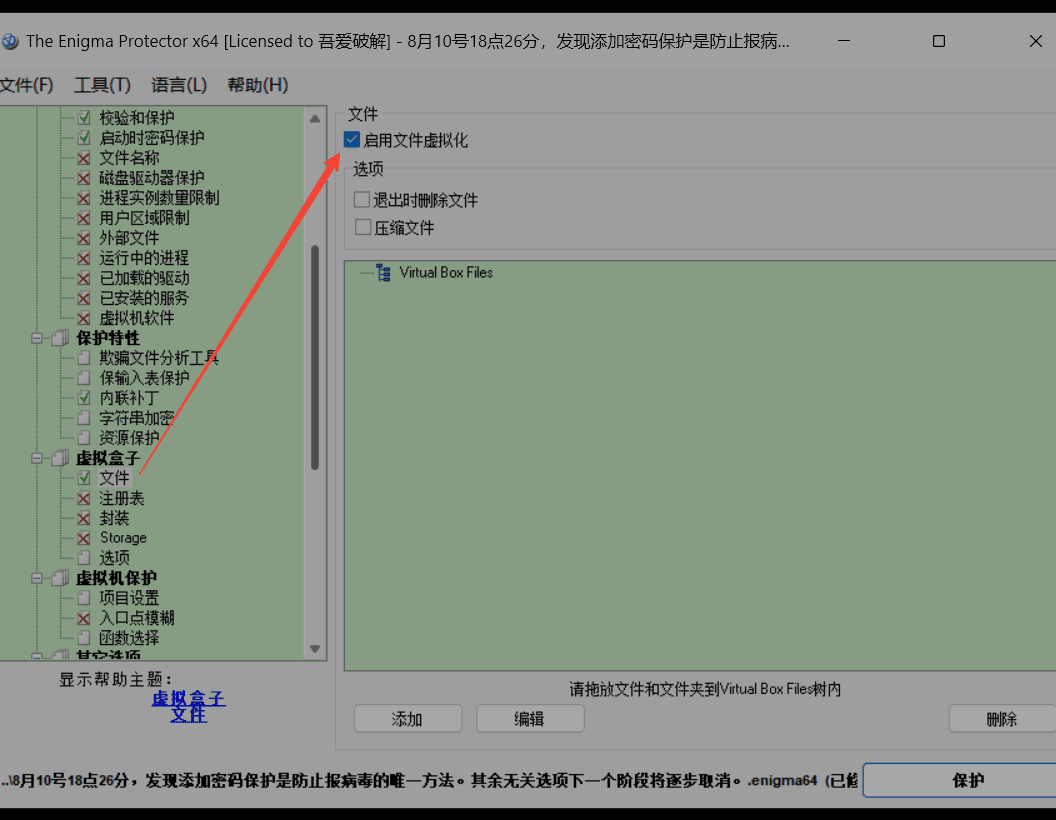 The Enigma Protector x64 [Licensed to 吾爱破解] - 8月10号18点26分，发现添加密码保护是防止报病...
文件(F) 工具(T) 语言(L) 帮助(H)
校验和保护
启动时密码保护
文件名称
磁盘驱动器保护
进程实例数量限制
用户区域限制
外部文件
运行中的进程
已加载的驱动
已安装的服务
虚拟机软件
保护特性
欺骗文件分析工具
保输入表保护
内联补丁
字符串加密
资源保护
虚拟盒子
文件
注册表
封装
Storage
选项
虚拟机保护
项目设置
入口点模糊
函数选择
其它选项
显示帮助主题：
虚拟盒子
文件
文件
启用文件虚拟化
选项
退出时删除文件
压缩文件
Virtual Box Files
请拖放文件和文件夹到Virtual Box Files树内
添加 编辑 删除
..\8月10号18点26分，发现添加密码保护是防止报病毒的唯一方法。其余无关选项下一个阶段将逐步取消。.enigma64（已修
保护